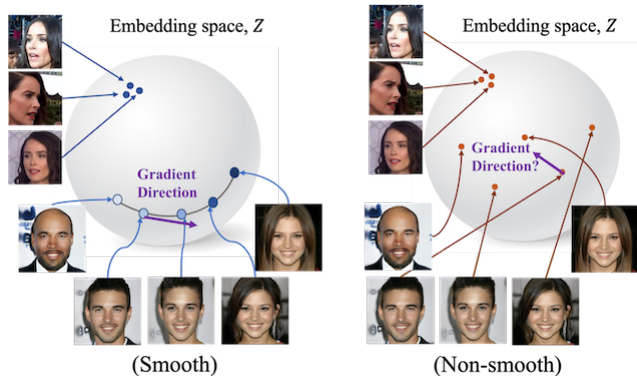 Embedding space, Z
Gradient
Direction
(Smooth)
Embedding space, Z
Gradient
Direction?
(Non-smooth)